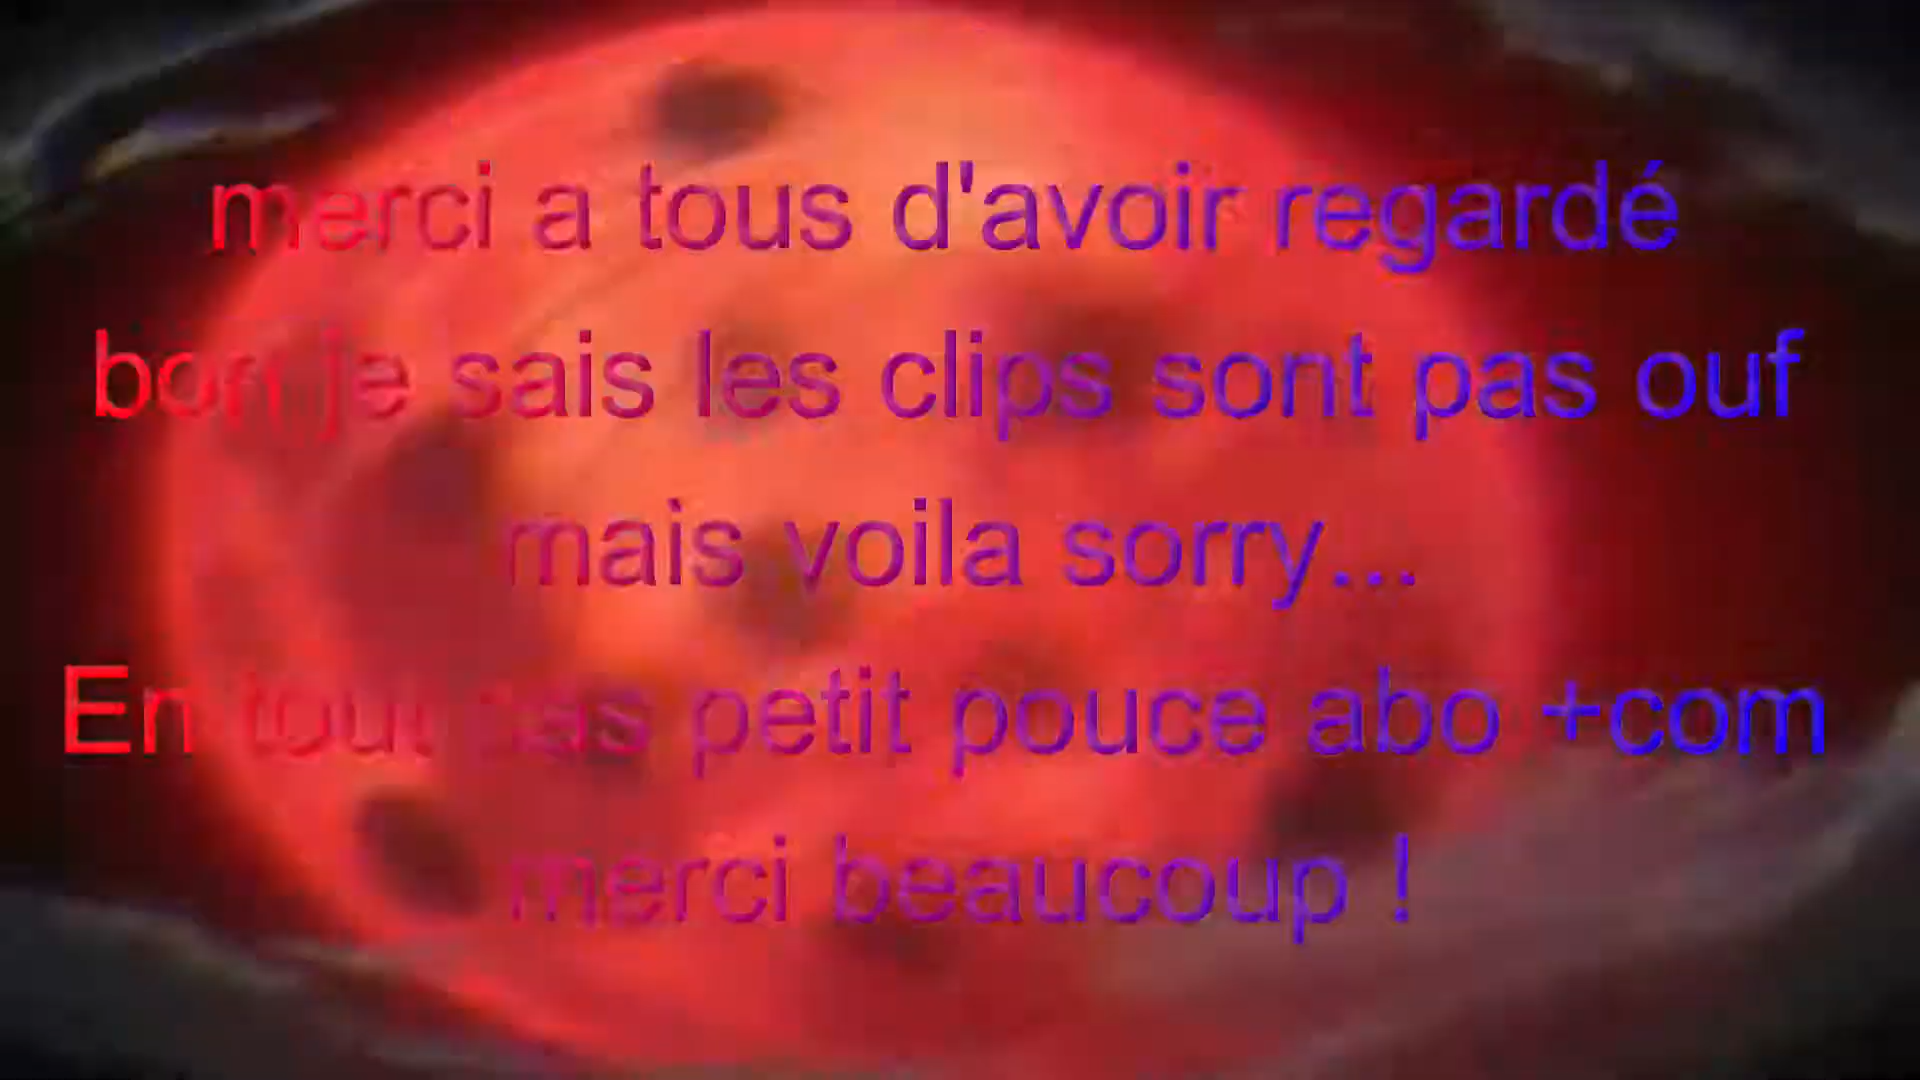 merci a tous d'avoir regardé
bon je sais les clips sont pas ouf
mais voila sorry...
En tout cas petit pouce abo +com
merci beaucoup !